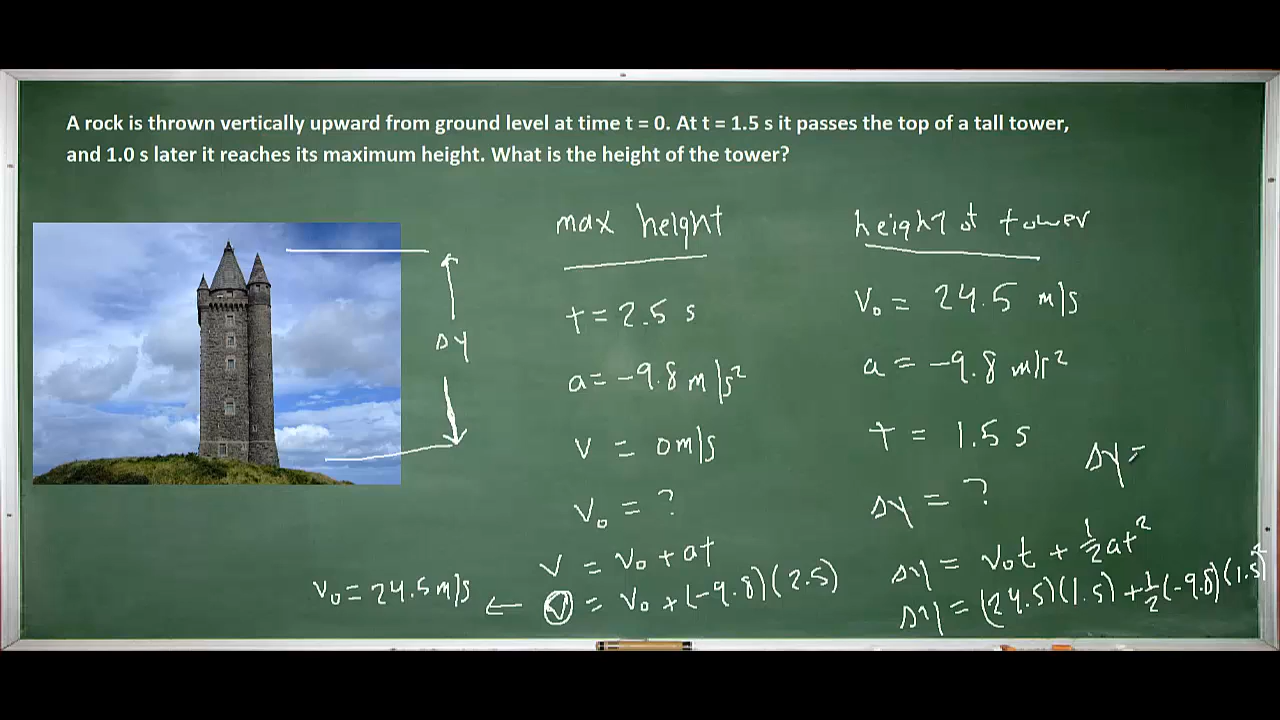 A rock is thrown vertically upward from ground level at time t = 0. At t = 1.5 s it passes the top of a tall tower,
and 1.0 s later it reaches its maximum height. What is the height of the tower?
Δy
max height
t = 2.5 s
a = -9.8 m/s²
v = 0 m/s
v₀ = ?
v = v₀ + at
= v₀ + (-9.8)(2.5)
← v₀ = 24.5 m/s
height of tower
v₀ = 24.5 m/s
a = -9.8 m/s²
t = 1.5 s
Δy = ?
Δy = v₀t + ½at²
Δy = (24.5)(1.5) + ½(-9.8)(1.5)²
Δy =